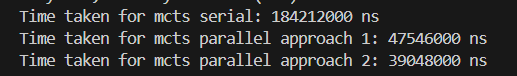 Time taken for mcts serial: 184212000 ns
Time taken for mcts parallel approach 1: 47546000 ns
Time taken for mcts parallel approach 2: 39048000 ns